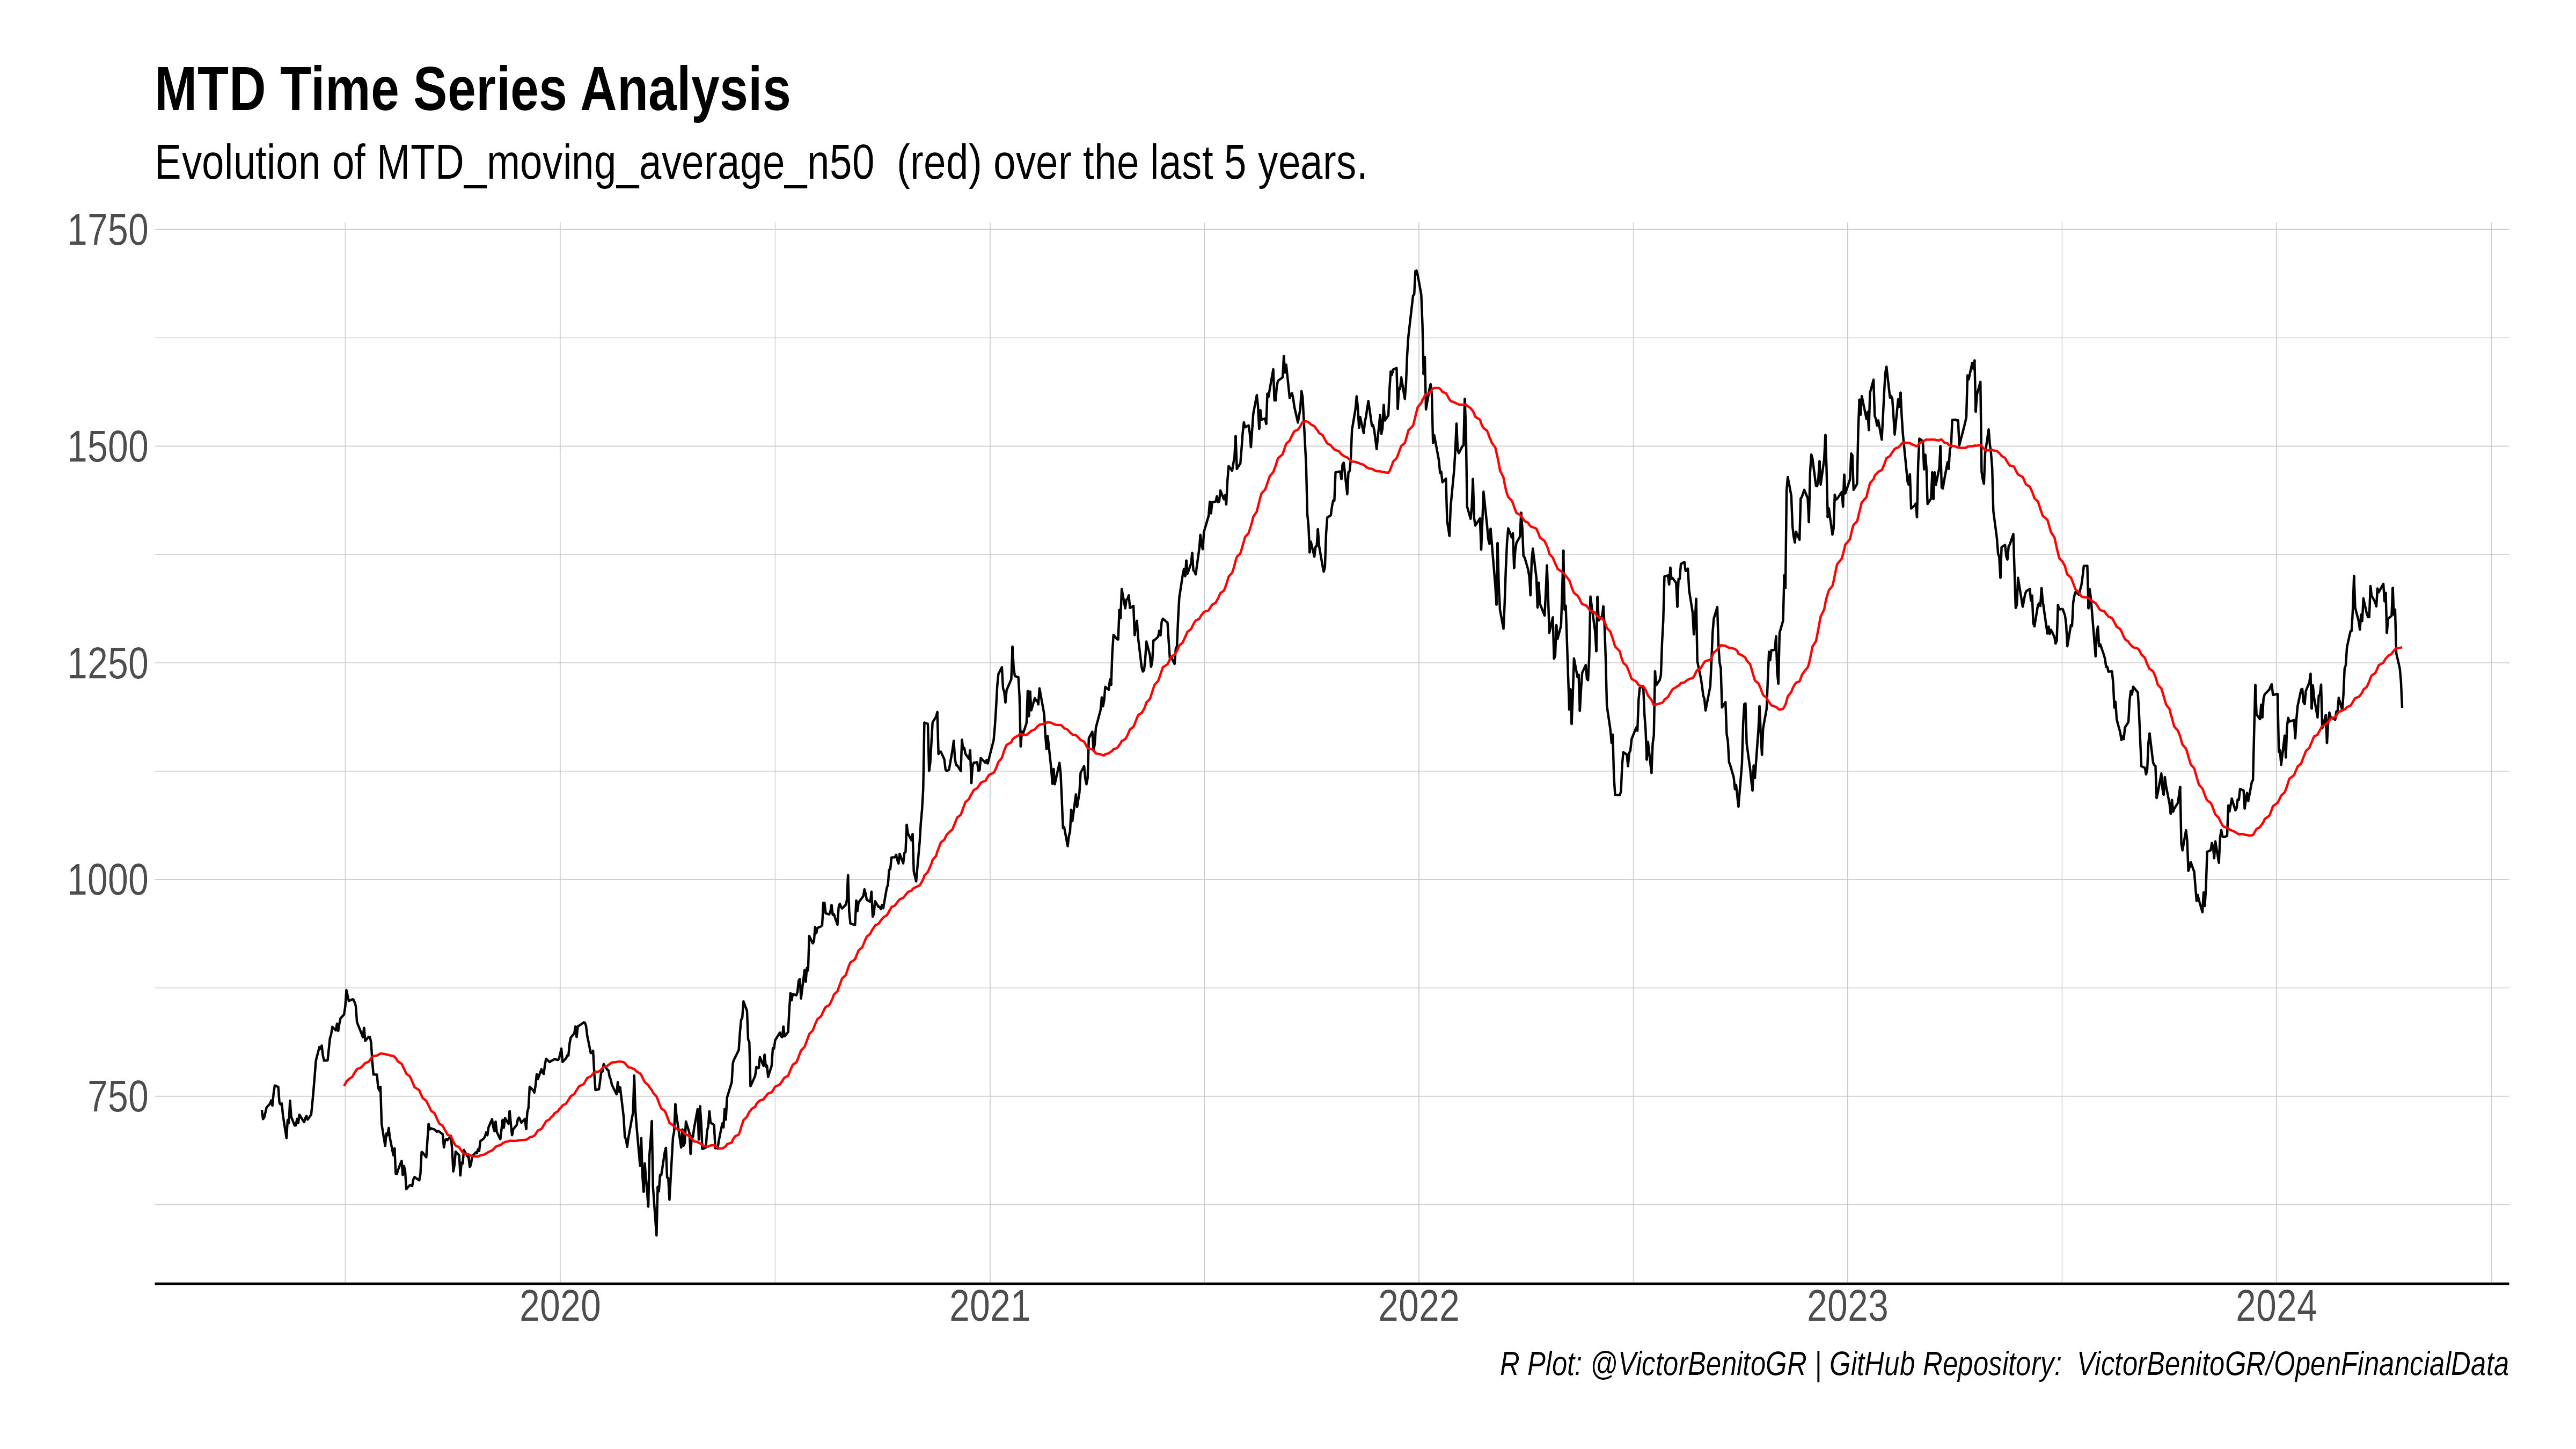 MTD Time Series Analysis
Evolution of MTD_moving_average_n50  (red) over the last 5 years.
1750
1500
1250
1000
750
2020 2021 2022 2023 2024
R Plot: @VictorBenitoGR | GitHub Repository:  VictorBenitoGR/OpenFinancialData